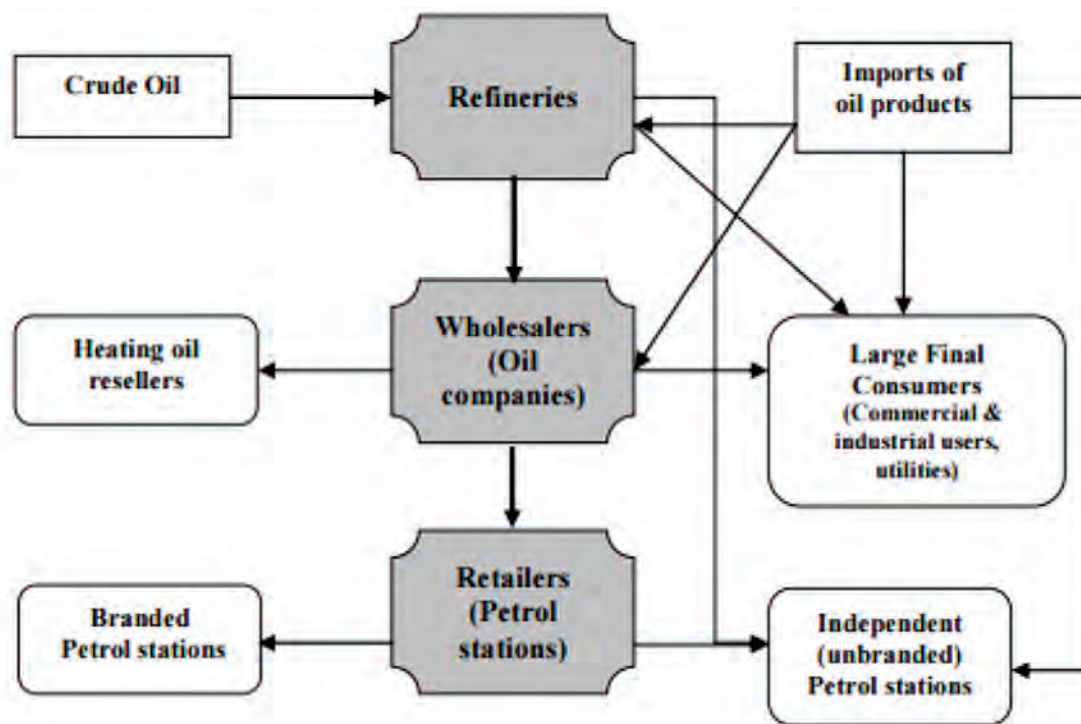 Crude Oil
Refineries
Imports of
oil products
Heating oil
resellers
Wholesalers
(Oil
companies)
Large Final
Consumers
(Commercial &
industrial users,
utilities)
Branded
Petrol stations
Retailers
(Petrol
stations)
Independent
(unbranded)
Petrol stations